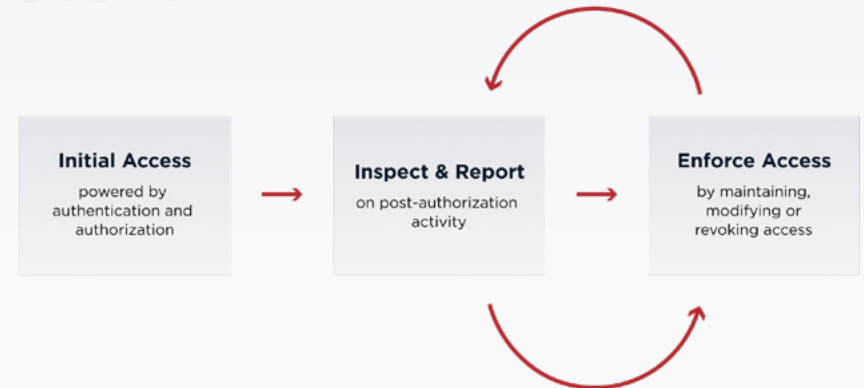 Initial Access
powered by
authentication and
authorization
Inspect & Report
on post-authorization
activity
Enforce Access
by maintaining,
modifying or
revoking access